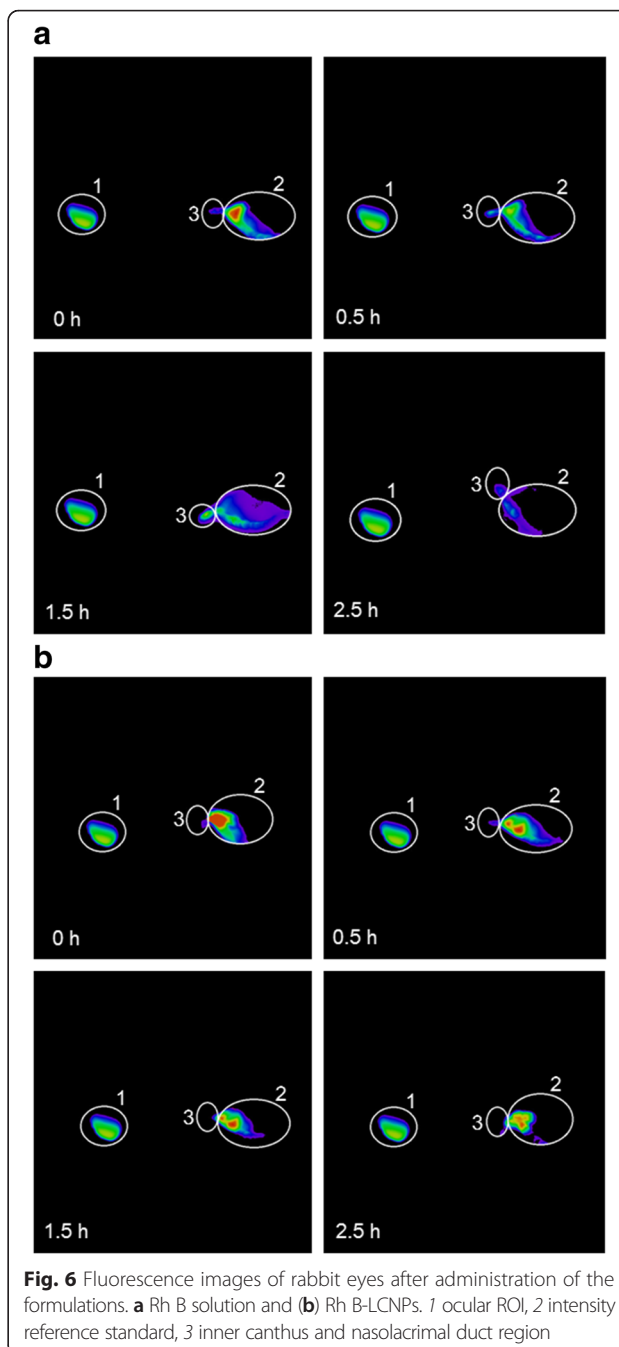 a
1
2
3
0 h
1
2
3
0.5 h
1
2
3
1.5 h
1
2
3
2.5 h
b
1
2
3
0 h
1
2
3
0.5 h
1
2
3
1.5 h
1
2
3
2.5 h
Fig. 6 Fluorescence images of rabbit eyes after administration of the
formulations. a Rh B solution and (b) Rh B-LCNPs. 1 ocular ROI, 2 intensity
reference standard, 3 inner canthus and nasolacrimal duct region